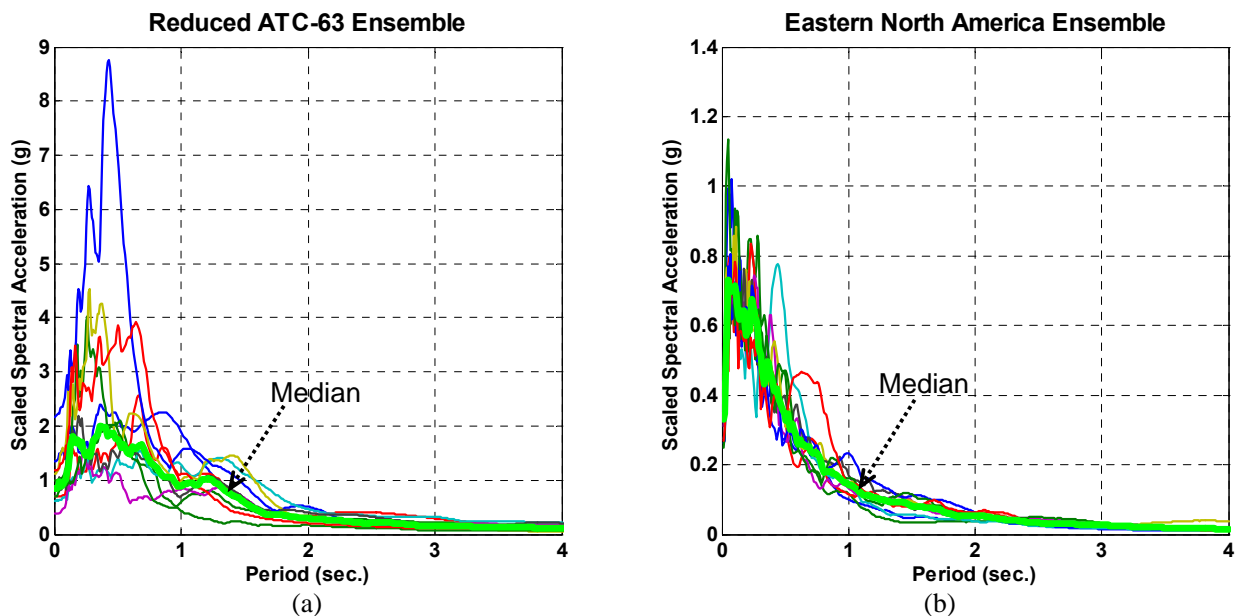 Reduced ATC-63 Ensemble
Scaled Spectral Acceleration (g)
9
8
7
6
5
4
3
2
1
0
Median
0 1 2 3 4
Period (sec.)
(a)
Eastern North America Ensemble
Scaled Spectral Acceleration (g)
1.4
1.2
1
0.8
0.6
0.4
0.2
0
Median
0 1 2 3 4
Period (sec.)
(b)